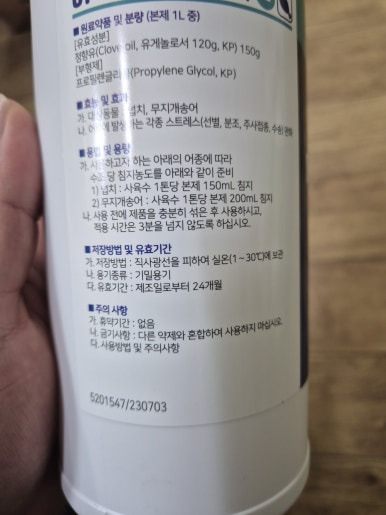 ■ 원료약품 및 분량 (본제 1L 중)
[유효성분]
정향유(Clove oil, 유게놀로서 120g, KP) 150g
[부형제]
프로필렌글리콜(Propylene Glycol, KP)
■ 효능 및 효과
가. 대상동물 : 넙치, 무지개송어
나. 어류에 발생하는 각종 스트레스(선별, 분조, 주사접종, 수송) 완화
■ 용법 및 용량
가. 사용하고자 하는 아래의 어종에 따라
수조 당 침지농도를 아래와 같이 준비
1) 넙치 : 사육수 1톤당 본제 150mL 침지
2) 무지개송어 : 사육수 1톤당 본제 200mL 침지
나. 사용 전에 제품을 충분히 섞은 후 사용하시고,
적용 시간은 3분을 넘지 않도록 하십시오.
■ 저장방법 및 유효기간
가. 저장방법 : 직사광선을 피하여 실온(1~30℃)에 보관
나. 용기종류 : 기밀용기
다. 유효기간 : 제조일로부터 24개월
■ 주의 사항
가. 휴약기간 : 없음
나. 금기사항 : 다른 약제와 혼합하여 사용하지 마십시오.
다. 사용방법 및 주의사항
5201547/230703